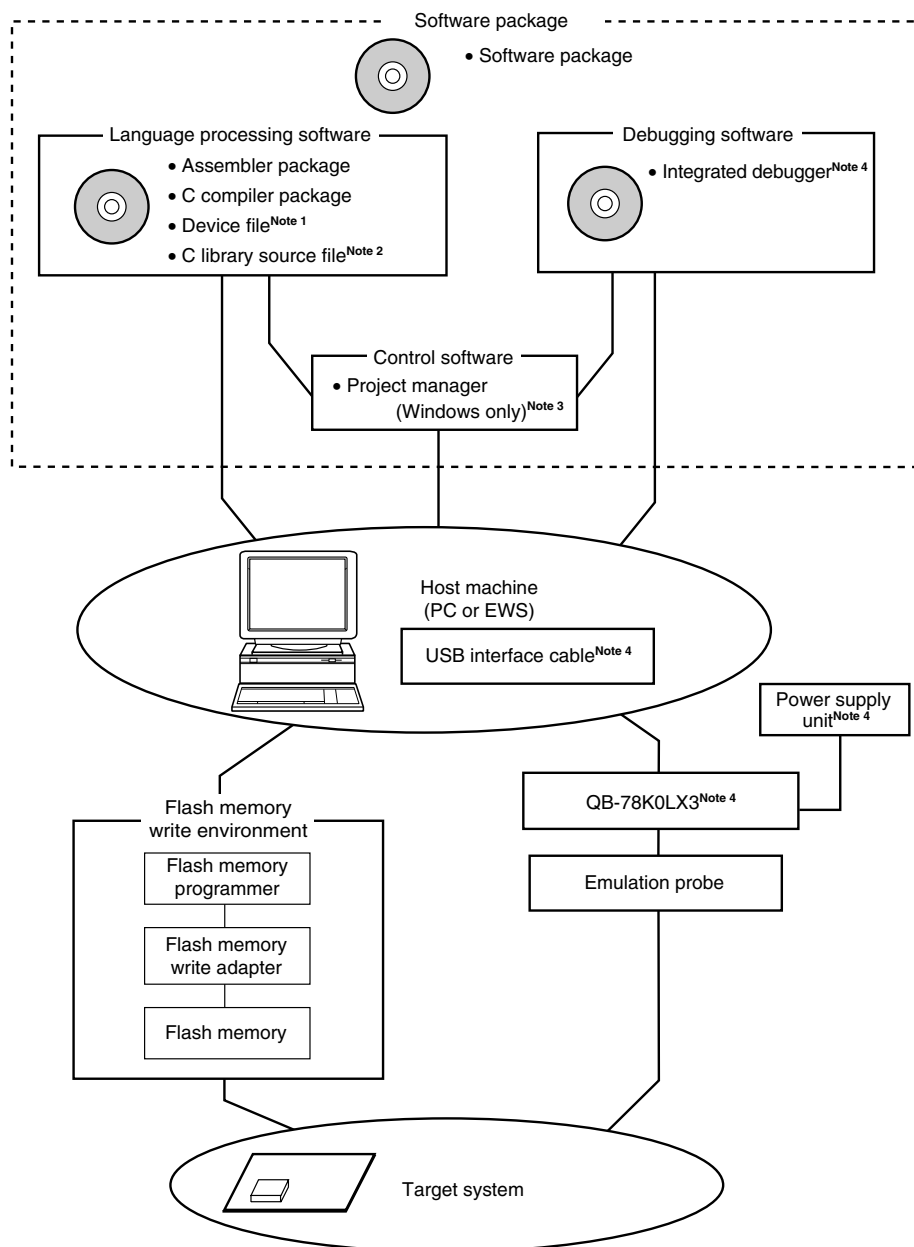 Software package
• Software package
Language processing software
• Assembler package
• C compiler package
• Device fileNote 1
• C library source fileNote 2
Debugging software
• Integrated debuggerNote 4
Control software
• Project manager
(Windows only)Note 3
Host machine
(PC or EWS)
USB interface cableNote 4
Power supply
unitNote 4
QB-78K0LX3Note 4
Emulation probe
Flash memory
write environment
Flash memory
programmer
Flash memory
write adapter
Flash memory
Target system